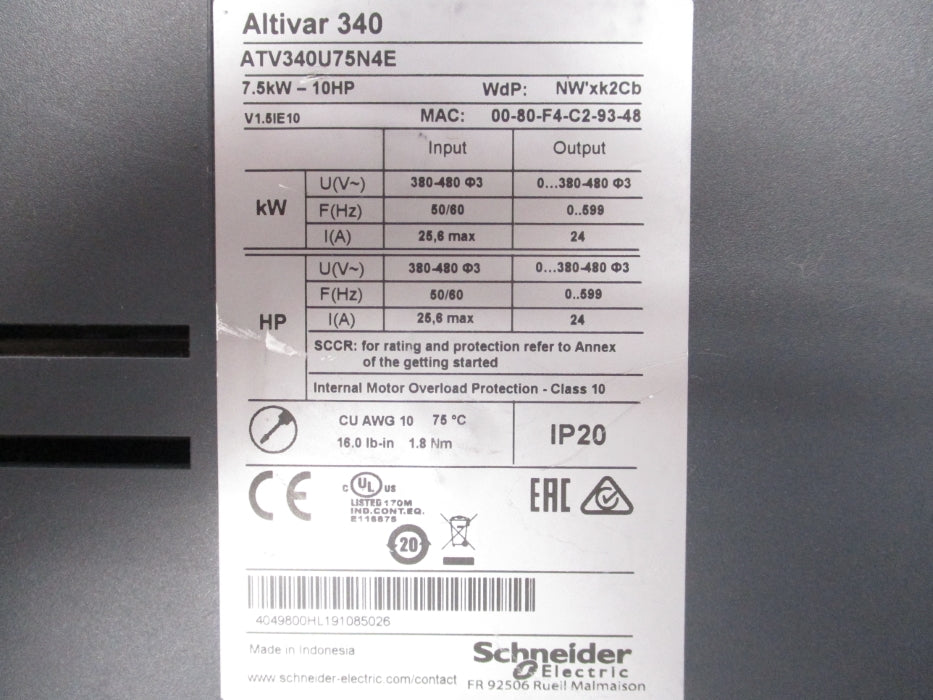 Altivar 340
ATV340U75N4E
7.5kW – 10HP WdP: NW'xk2Cb
V1.5IE10 MAC: 00-80-F4-C2-93-48
Input Output
kW
U(V~) 380-480 Φ3 0...380-480 Φ3
F(Hz) 50/60 0..599
I(A) 25,6 max 24
HP
U(V~) 380-480 Φ3 0...380-480 Φ3
F(Hz) 50/60 0..599
I(A) 25,6 max 24
SCCR: for rating and protection refer to Annex
of the getting started
Internal Motor Overload Protection - Class 10
CU AWG 10 75 °C
16.0 lb-in 1.8 Nm
IP20
CE
C UL US
LISTED 170M
IND.CONT.EQ.
E116875
EAC
20
4049800HL191085026
Made in Indonesia
Schneider
Electric
www.schneider-electric.com/contact FR 92506 Rueil Malmaison